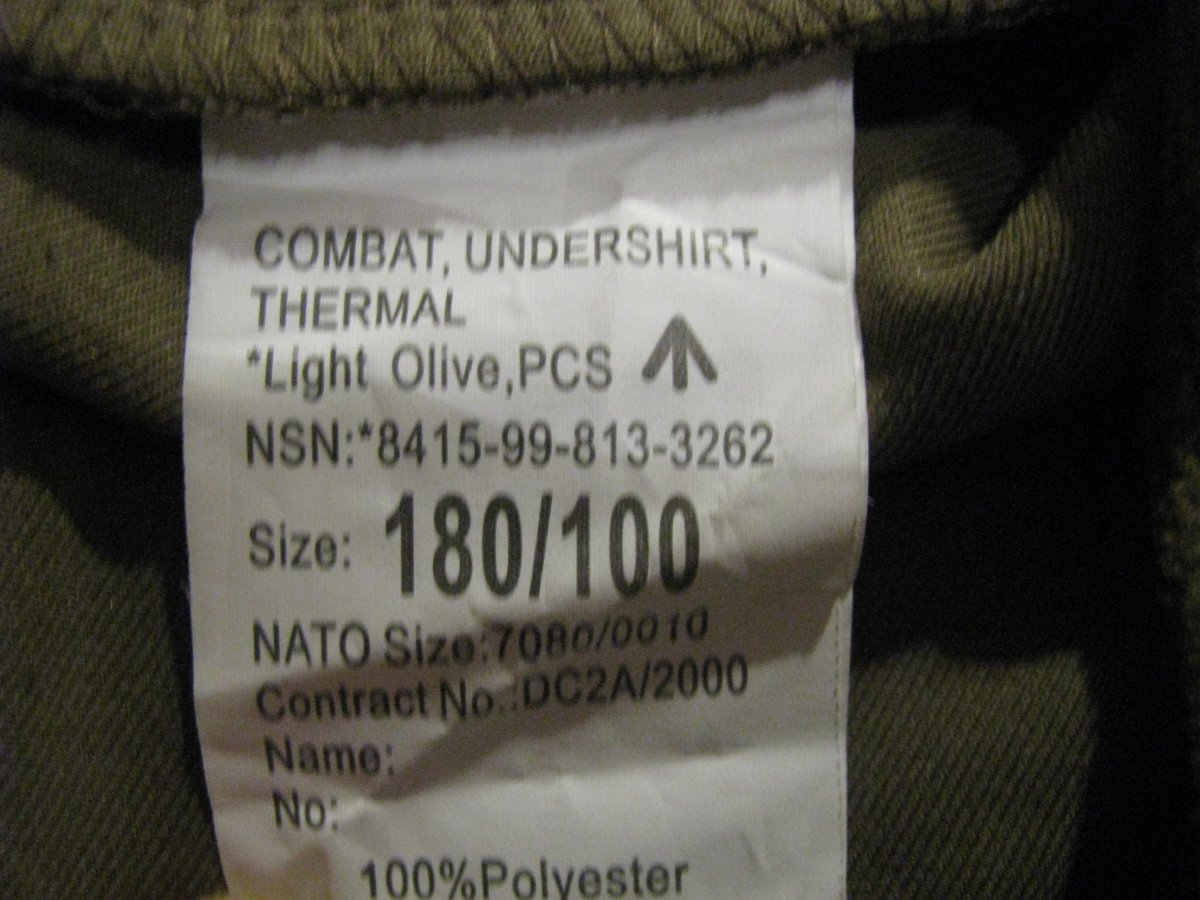 COMBAT, UNDERSHIRT,
THERMAL
*Light Olive,PCS
NSN:*8415-99-813-3262
Size: 180/100
NATO Size:7080/0010
Contract No.:DC2A/2000
Name:
No:
100%Polyester